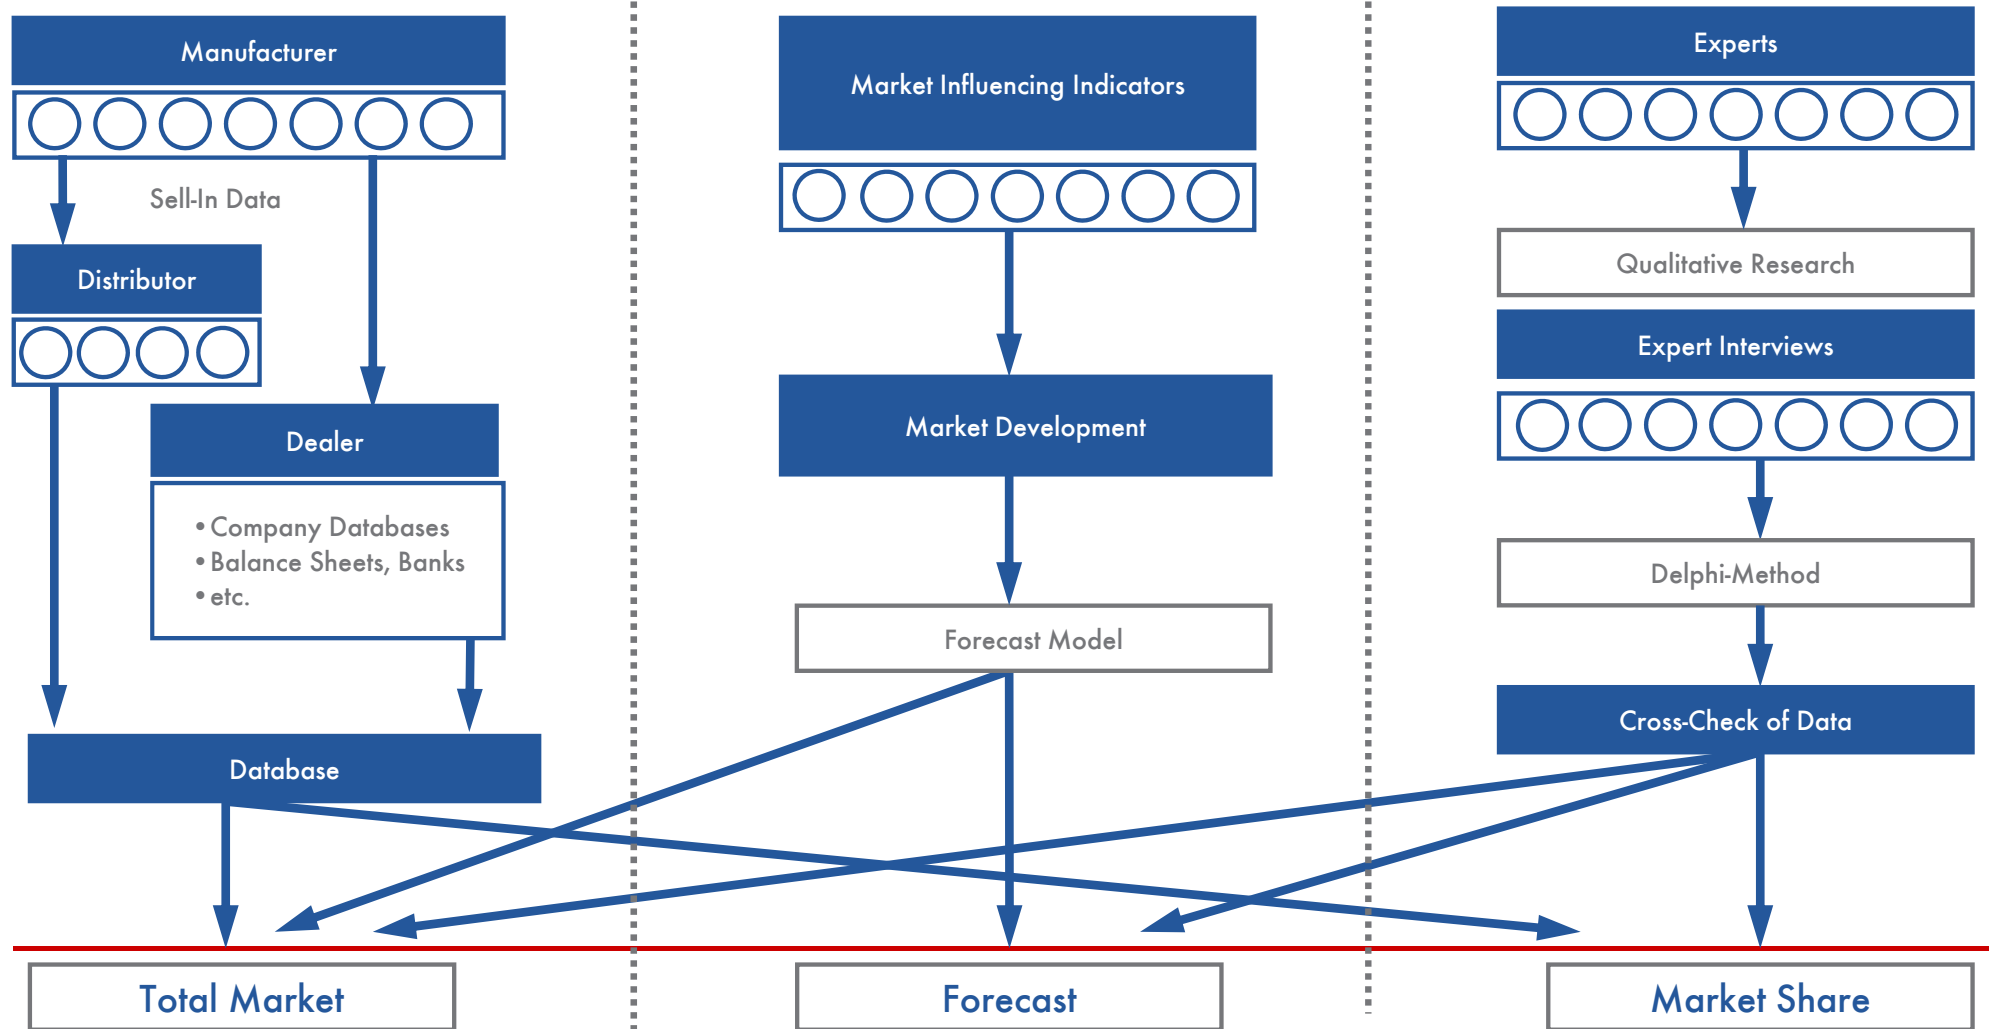 Manufacturer
Sell-In Data
Distributor
Dealer
• Company Databases
• Balance Sheets, Banks
• etc.
Database
Total Market
Market Influencing Indicators
Market Development
Forecast Model
Forecast
Experts
Qualitative Research
Expert Interviews
Delphi-Method
Cross-Check of Data
Market Share